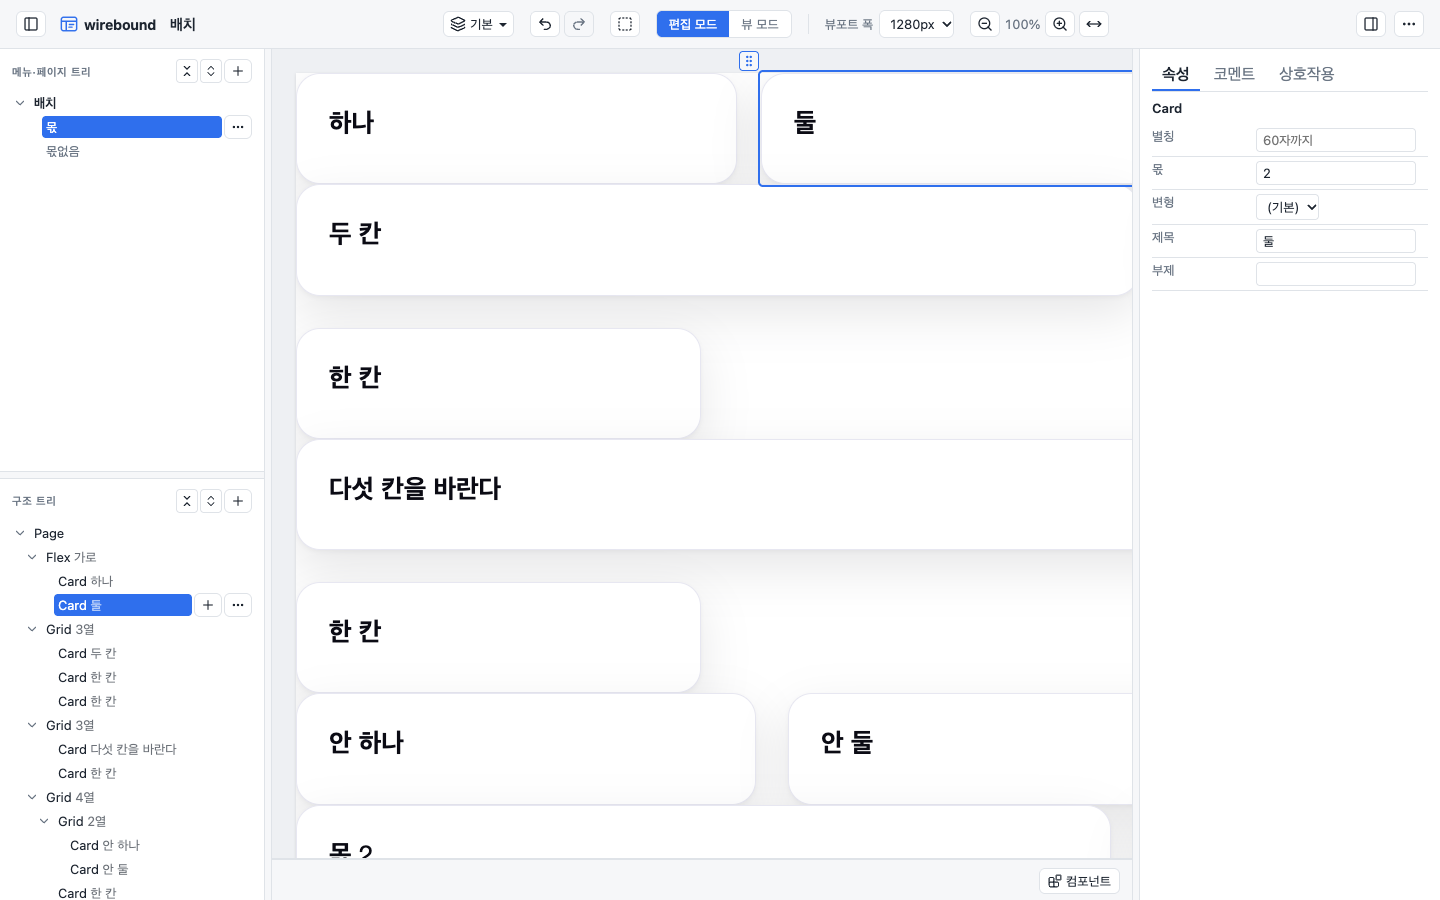 wirebound 배치
기본
편집 모드
뷰 모드
뷰포트 폭
1280px
100%
메뉴·페이지 트리
배치
몫
몫없음
구조 트리
Page
Flex 가로
Card 하나
Card 둘
Grid 3열
Card 두 칸
Card 한 칸
Card 한 칸
Grid 3열
Card 다섯 칸을 바란다
Card 한 칸
Grid 4열
Grid 2열
Card 안 하나
Card 안 둘
Card 한 칸
하나
둘
두 칸
한 칸
다섯 칸을 바란다
한 칸
안 하나
안 둘
몫 2
컴포넌트
속성
코멘트
상호작용
Card
별칭 60자까지
몫 2
변형 (기본)
제목 둘
부제